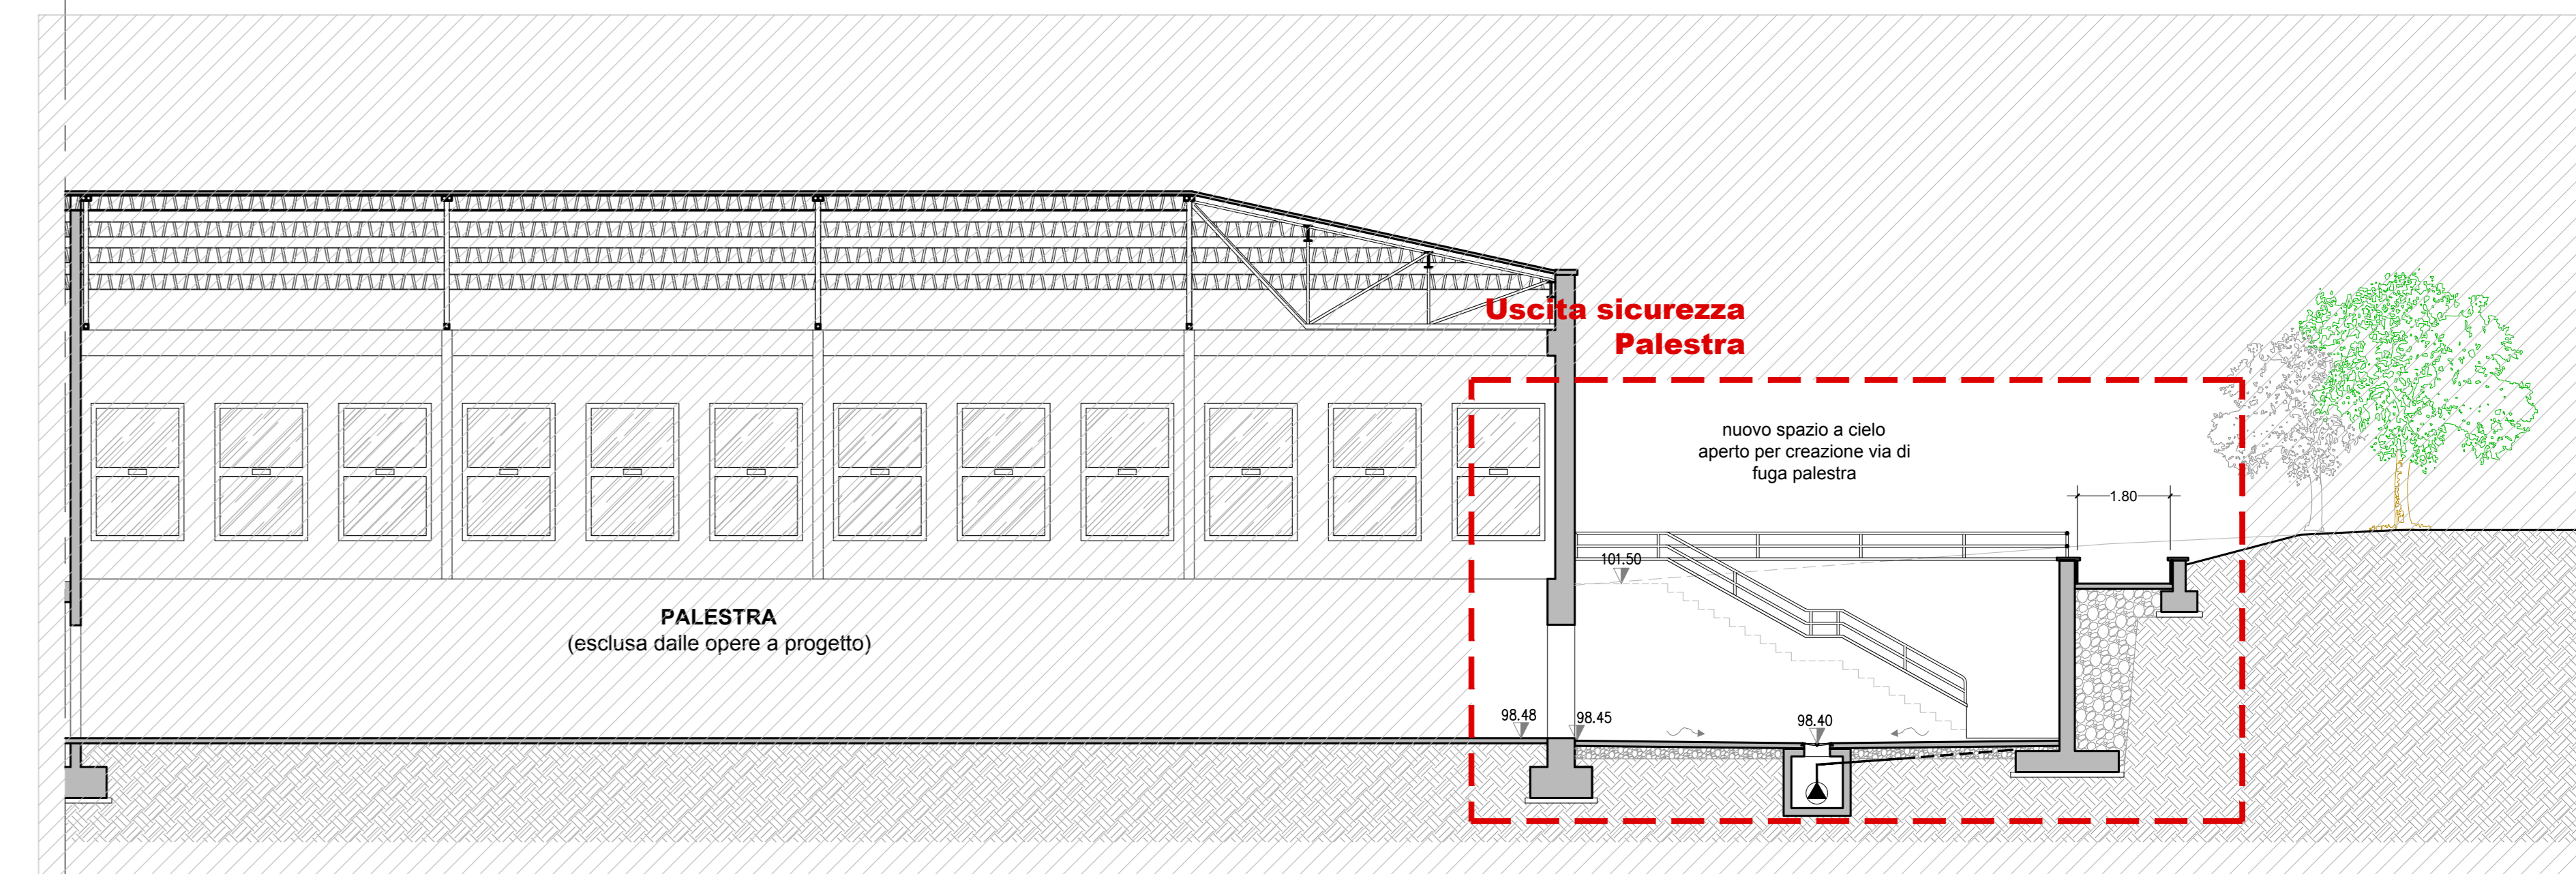 Uscita sicurezza
Palestra
nuovo spazio a cielo
aperto per creazione via di
fuga palestra
1.80
101.50
PALESTRA
(esclusa dalle opere a progetto)
98.48
98.45
98.40